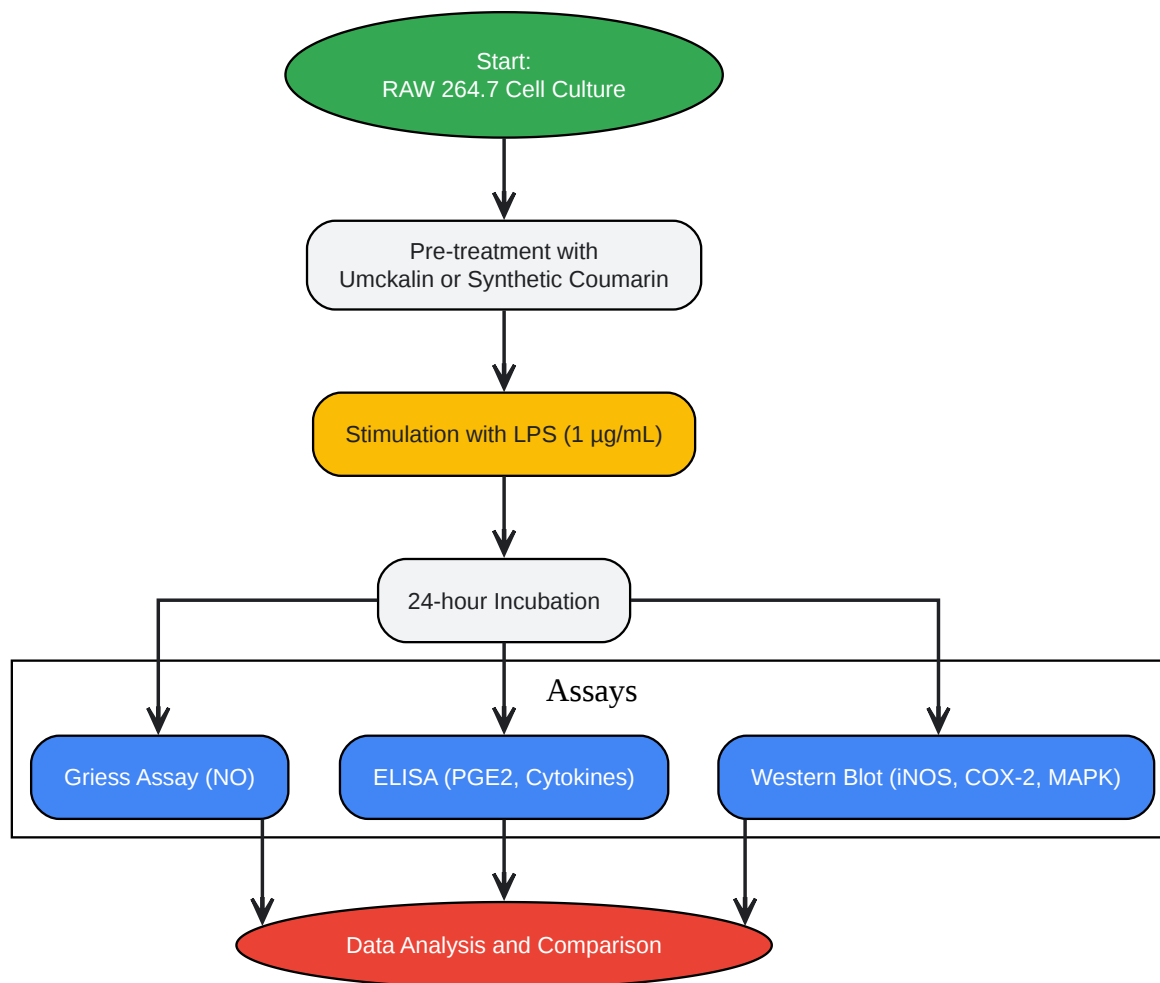 Start:
RAW 264.7 Cell Culture
Pre-treatment with
Umckalin or Synthetic Coumarin
Stimulation with LPS (1 µg/mL)
24-hour Incubation
Assays
Griess Assay (NO)
ELISA (PGE2, Cytokines)
Western Blot (iNOS, COX-2, MAPK)
Data Analysis and Comparison